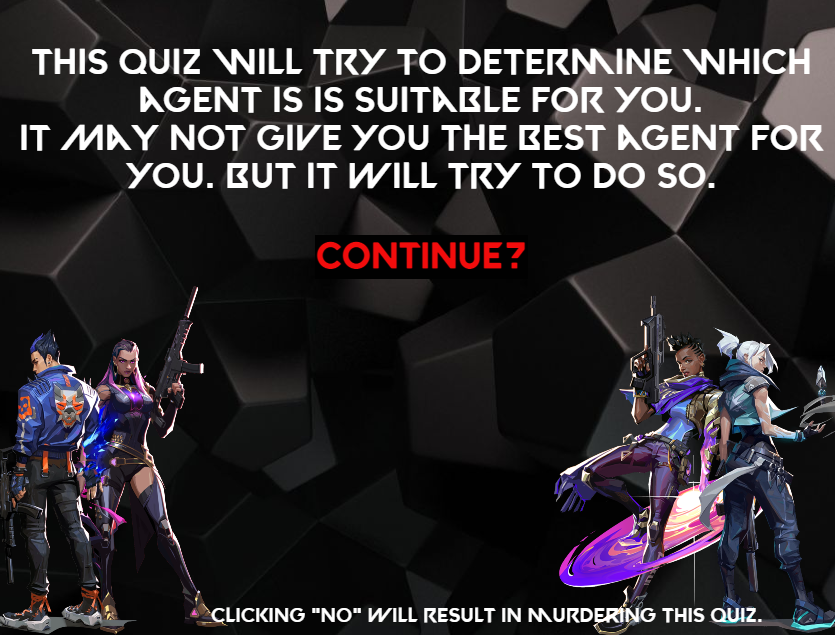 THIS QUIZ WILL TRY TO DETERMINE WHICH
AGENT IS IS SUITABLE FOR YOU.
IT MAY NOT GIVE YOU THE BEST AGENT FOR
YOU. BUT IT WILL TRY TO DO SO.
CONTINUE?
CLICKING "NO" WILL RESULT IN MURDERING THIS QUIZ.